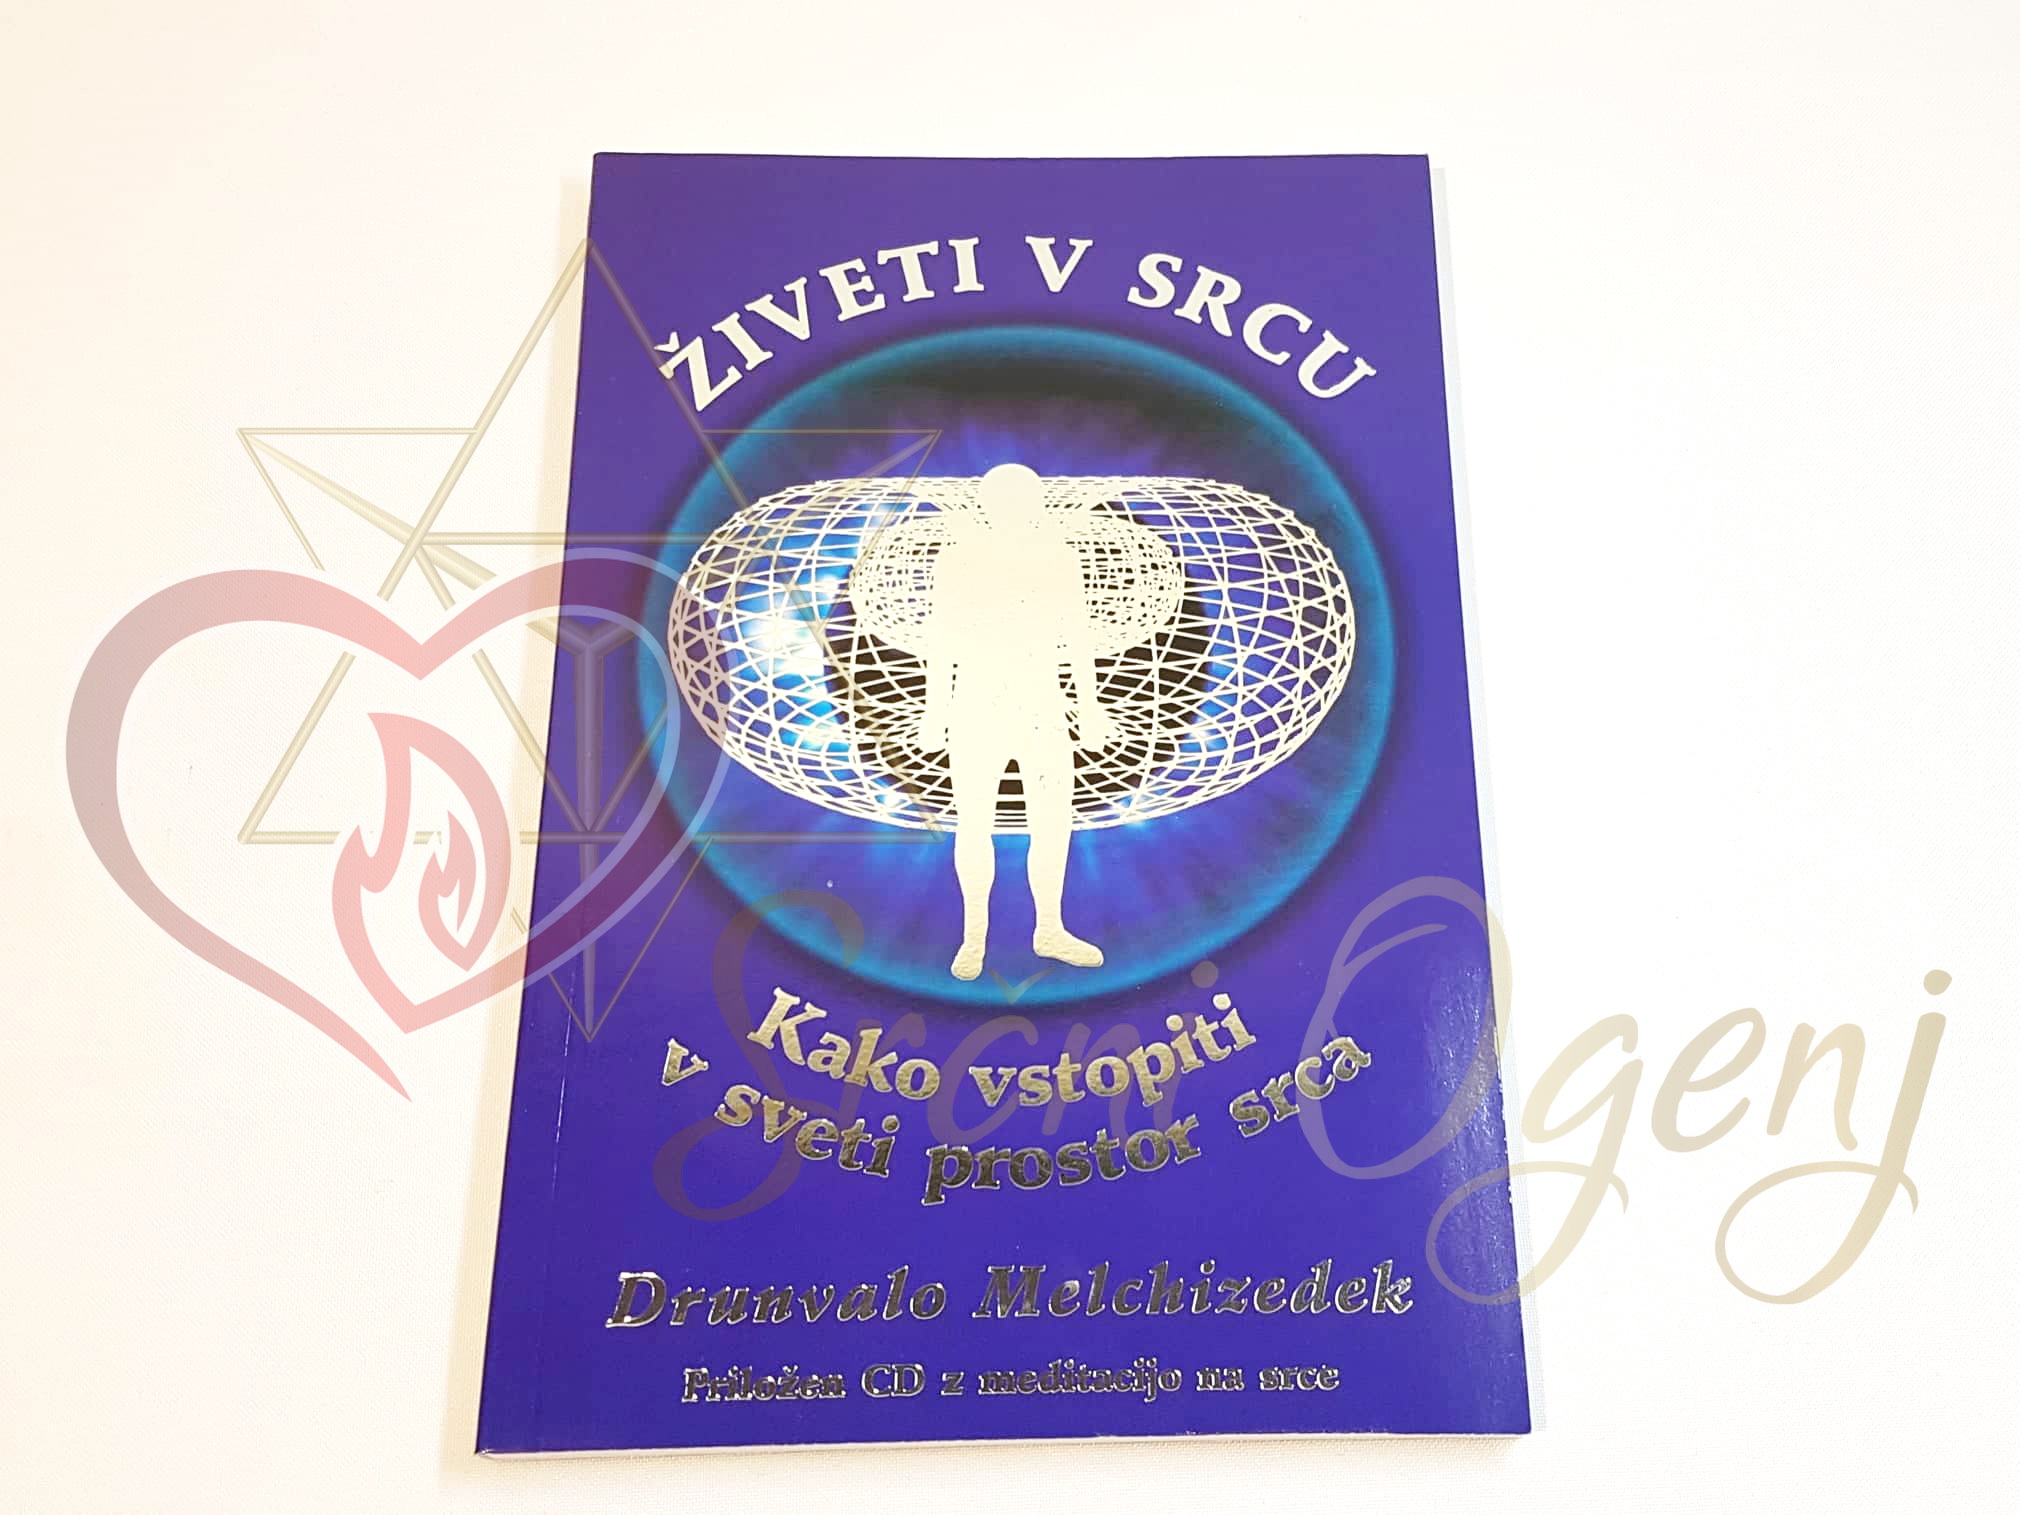 ŽIVETI V SRCU
Kako vstopiti
v sveti prostor srca
Srčni Ogenj
Drunvalo Melchizedek
Priložen CD z meditacijo na srce